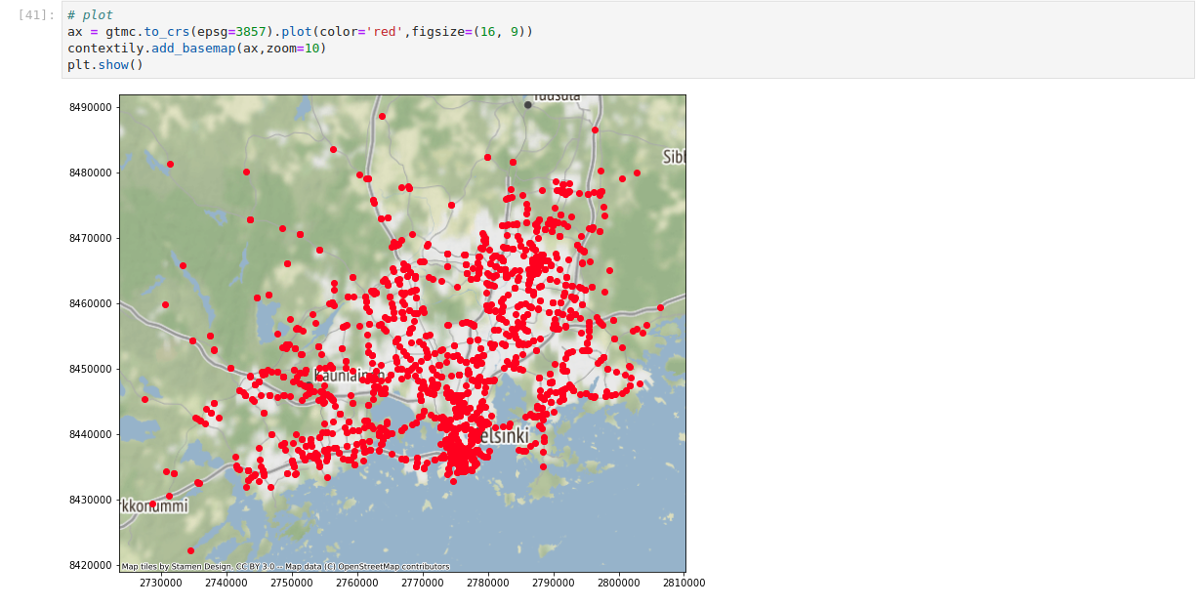 [41]:
# plot
ax = gtmc.to_crs(epsg=3857).plot(color='red',figsize=(16, 9))
contextily.add_basemap(ax,zoom=10)
plt.show()
8490000
8480000
8470000
8460000
8450000
8440000
8430000
8420000
Tuusula
Sibl
Kauniainen
elsinki
kkonummi
Map tiles by Stamen Design, CC BY 3.0 -- Map data (C) OpenStreetMap contributors
2730000 2740000 2750000 2760000 2770000 2780000 2790000 2800000 2810000